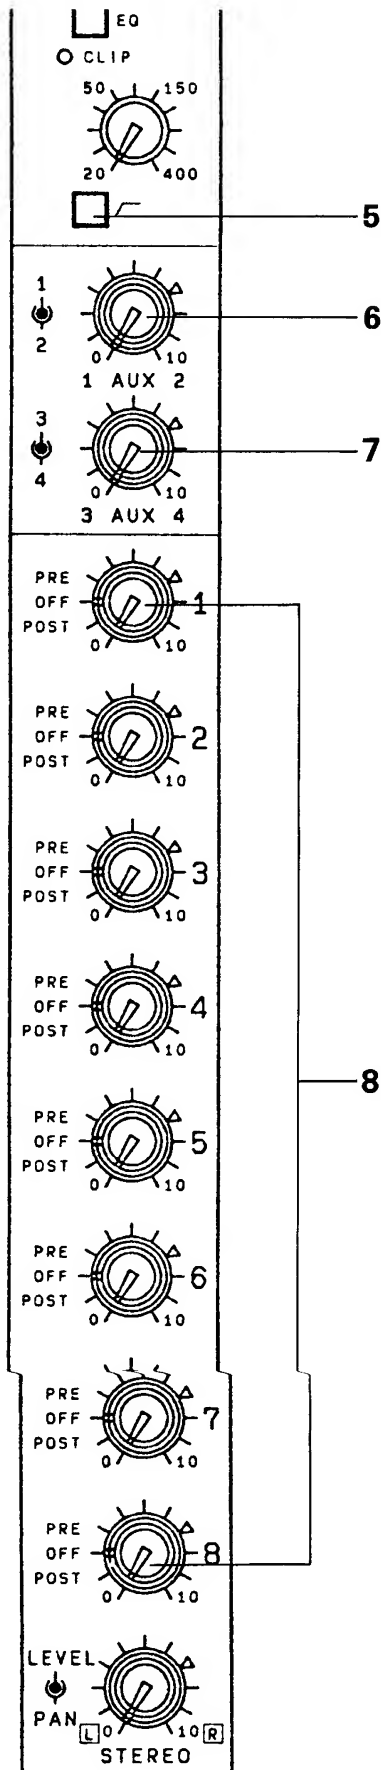 EQ
CLIP
50 150
20 400
5
1
2
6
0 10
1 AUX 2
3
4
7
0 10
3 AUX 4
PRE
OFF 1
POST
0 10
PRE
OFF 2
POST
0 10
PRE
OFF 3
POST
0 10
PRE
OFF 4
POST
0 10
8
PRE
OFF 5
POST
0 10
PRE
OFF 6
POST
0 10
PRE
OFF 7
POST
0 10
PRE
OFF 8
POST
0 10
LEVEL
PAN
L 0 10 R
STEREO